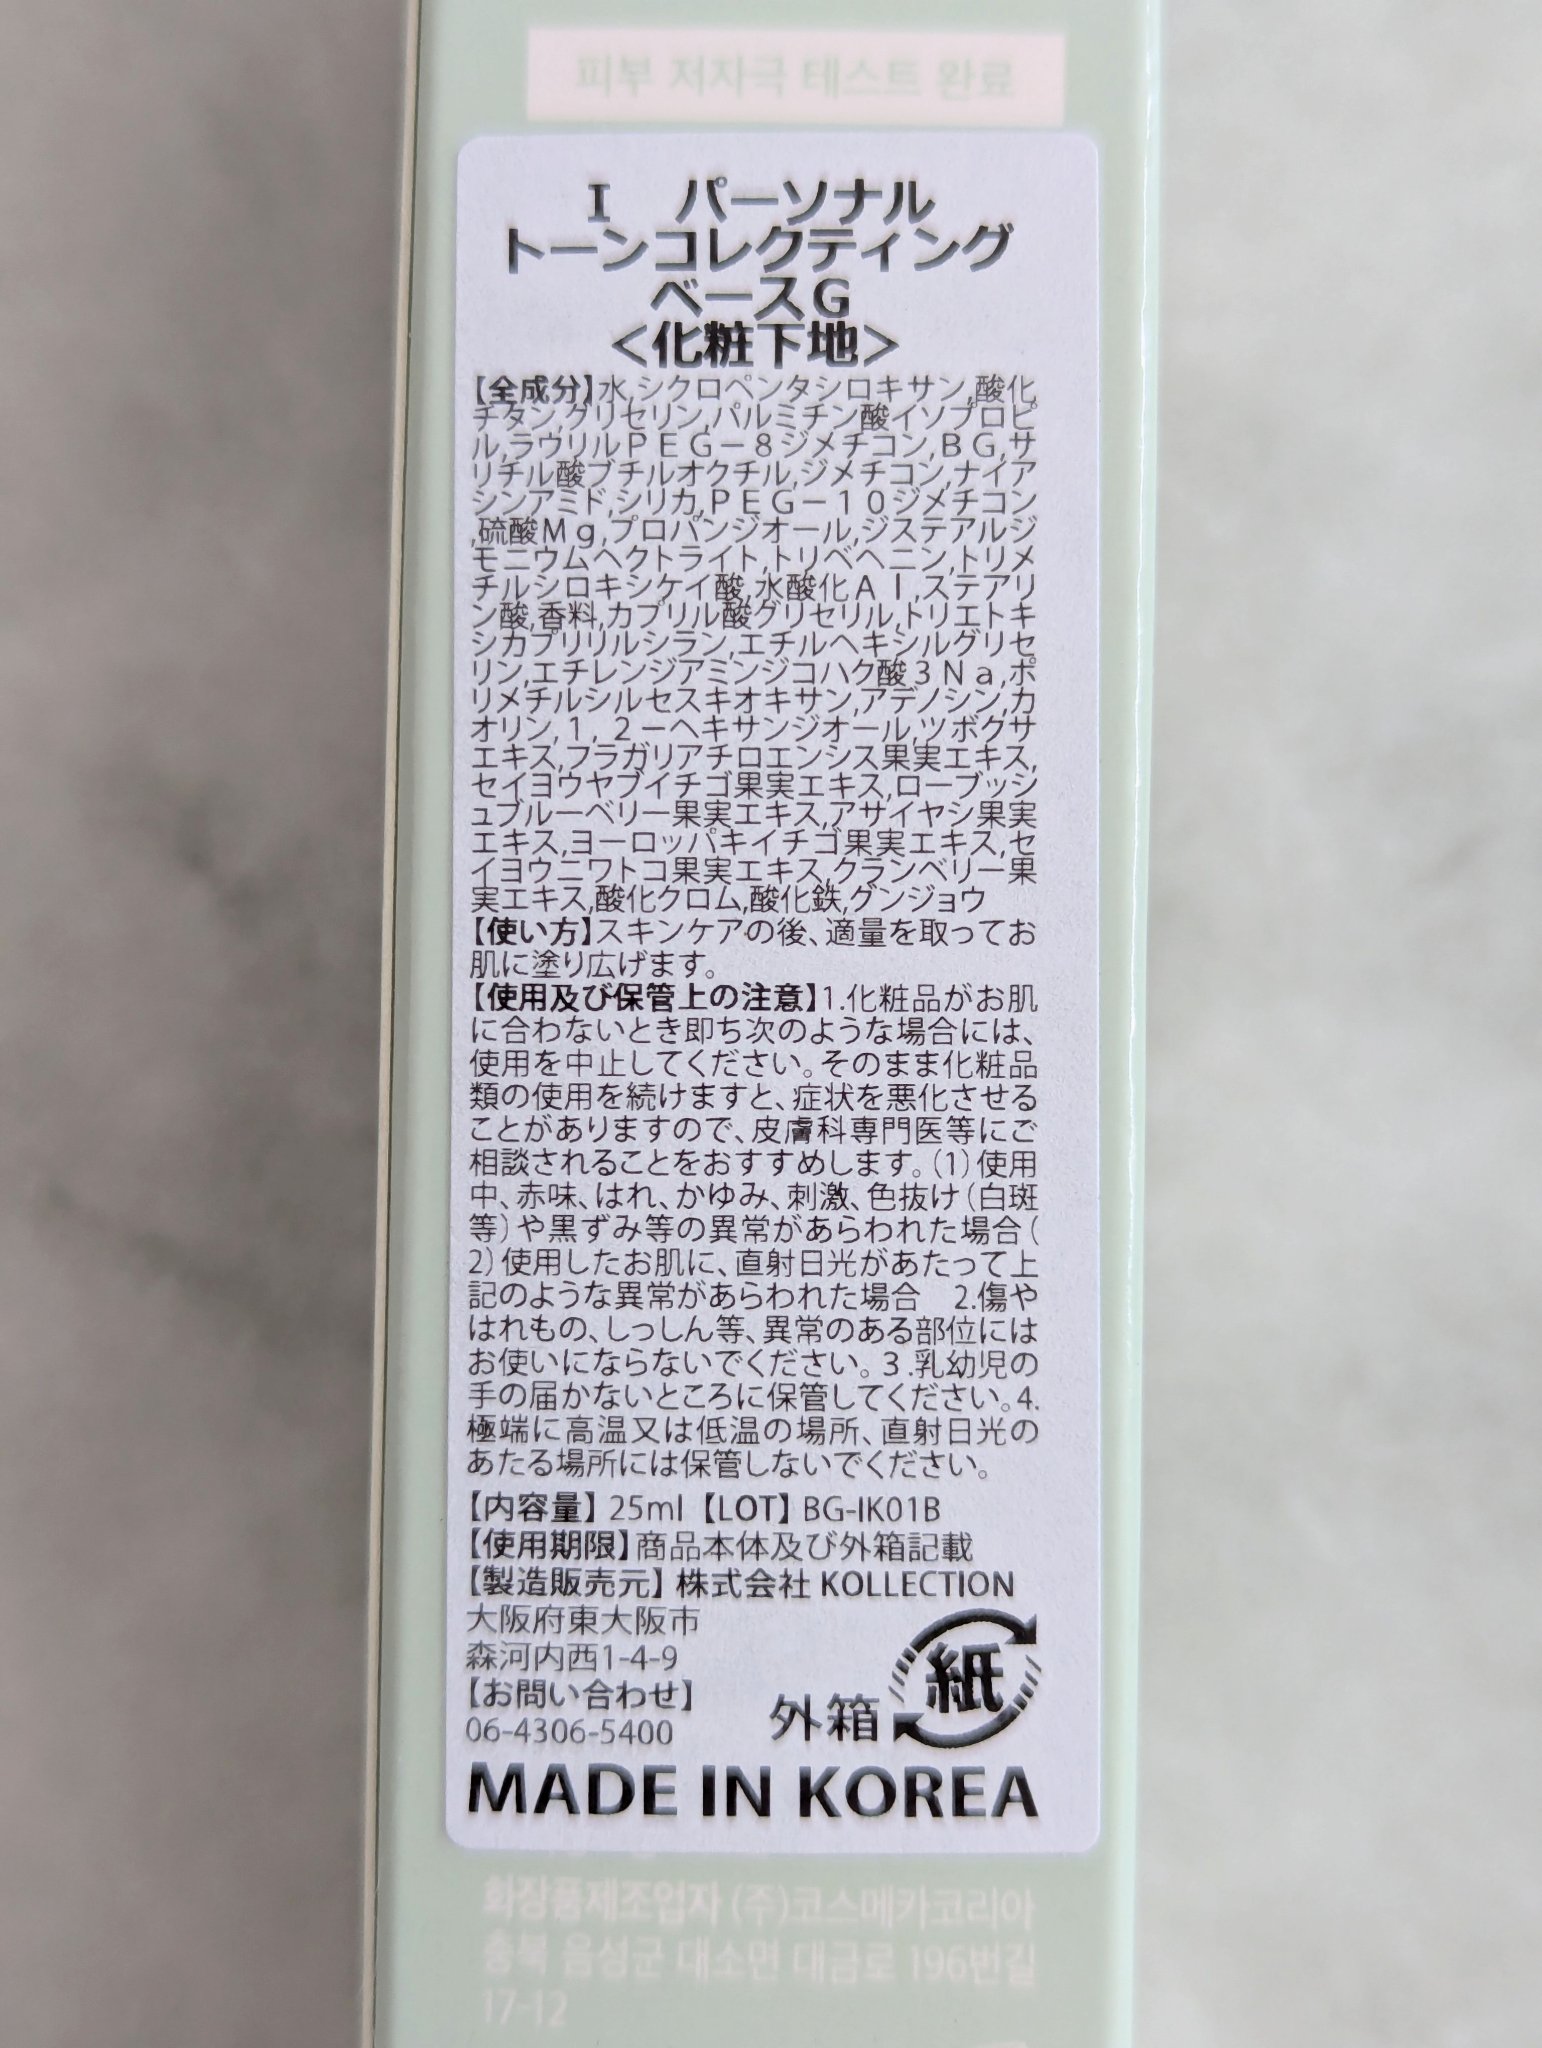 피부 저자극 테스트 완료
I　パーソナル
トーンコレクティング
ベースG
<化粧下地>
【全成分】水,シクロペンタシロキサン,酸化
チタン,グリセリン,パルミチン酸イソプロピ
ル,ラウリルPEG－8ジメチコン,BG,サ
リチル酸ブチルオクチル,ジメチコン,ナイア
シンアミド,シリカ,PEG－10ジメチコン
,硫酸Mg,プロパンジオール,ジステアルジ
モニウムヘクトライト,トリベヘニン,トリメ
チルシロキシケイ酸,水酸化Al,ステアリ
ン酸,香料,カプリル酸グリセリル,トリエトキ
シカプリリルシラン,エチルヘキシルグリセ
リン,エチレンジアミンジコハク酸3Na,ポ
リメチルシルセスキオキサン,アデノシン,カ
オリン,1,2－ヘキサンジオール,ツボクサ
エキス,フラガリアチロエンシス果実エキス,
セイヨウヤブイチゴ果実エキス,ローブッシ
ュブルーベリー果実エキス,アサイヤシ果実
エキス,ヨーロッパキイチゴ果実エキス,セ
イヨウニワトコ果実エキス,クランベリー果
実エキス,酸化クロム,酸化鉄,グンジョウ
【使い方】スキンケアの後、適量を取ってお
肌に塗り広げます。
【使用及び保管上の注意】1.化粧品がお肌
に合わないとき即ち次のような場合には、
使用を中止してください。そのまま化粧品
類の使用を続けますと、症状を悪化させる
ことがありますので、皮膚科専門医等にご
相談されることをおすすめします。(1)使用
中、赤味、はれ、かゆみ、刺激、色抜け(白斑
等)や黒ずみ等の異常があらわれた場合(
2)使用したお肌に、直射日光があたって上
記のような異常があらわれた場合　2.傷や
はれもの、しっしん等、異常のある部位には
お使いにならないでください。3.乳幼児の
手の届かないところに保管してください。4.
極端に高温又は低温の場所、直射日光の
あたる場所には保管しないでください。
【内容量】25ml【LOT】BG-IK01B
【使用期限】商品本体及び外箱記載
【製造販売元】株式会社 KOLLECTION
大阪府東大阪市
森河内西1-4-9
【お問い合わせ】
06-4306-5400
外箱 紙
MADE IN KOREA
화장품제조업자 (주)코스메카코리아
충북 음성군 대소면 대금로 196번길
17-12